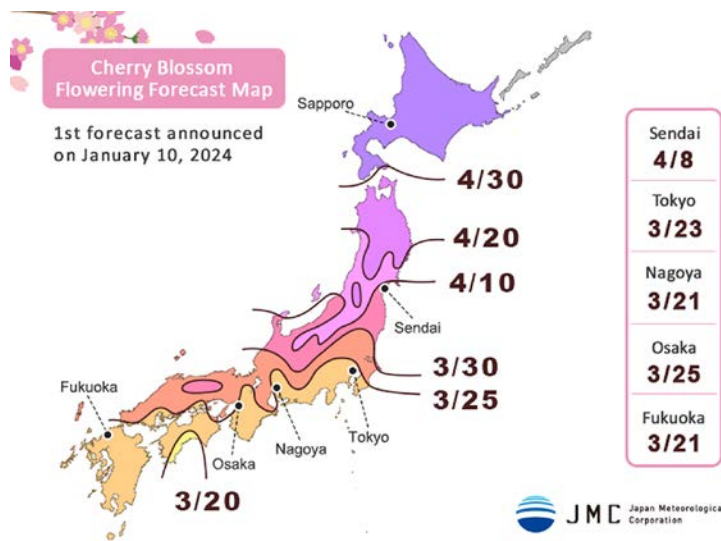 Cherry Blossom
Flowering Forecast Map
1st forecast announced
on January 10, 2024
Sapporo
4/30
4/20
4/10
Sendai
3/30
3/25
Fukuoka
Osaka
Nagoya
Tokyo
3/20
Sendai
4/8
Tokyo
3/23
Nagoya
3/21
Osaka
3/25
Fukuoka
3/21
JMC Japan Meteorological
Corporation